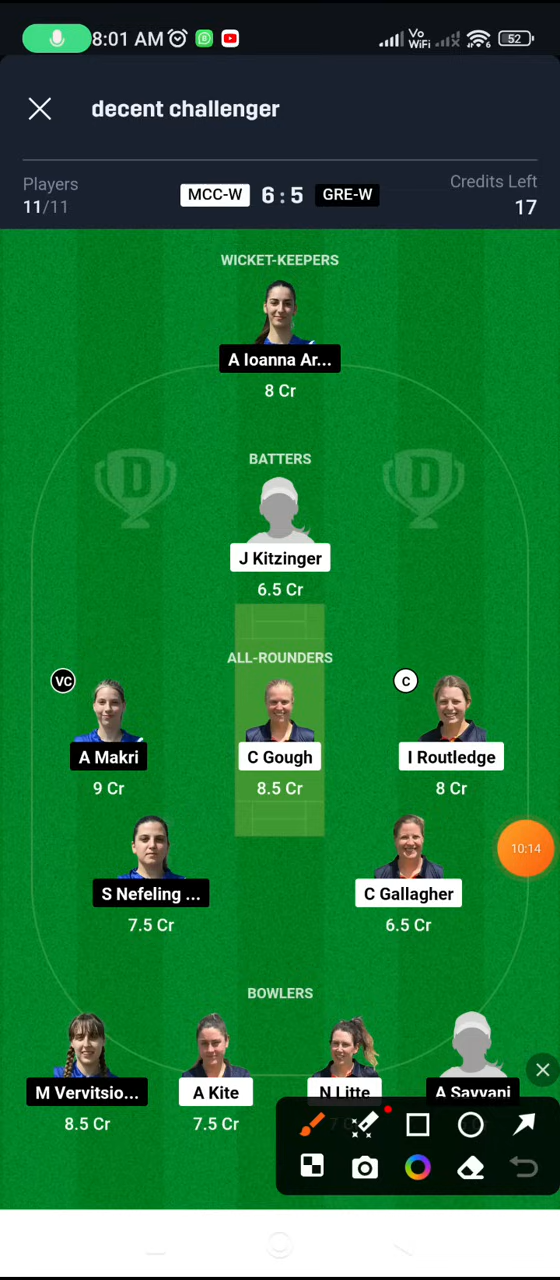 8:01 AM
Vo
WiFi
52
decent challenger
Players
11/11
MCC-W 6 : 5 GRE-W
Credits Left
17
WICKET-KEEPERS
A Ioanna Ar...
8 Cr
BATTERS
J Kitzinger
6.5 Cr
ALL-ROUNDERS
VC
C
A Makri
C Gough
I Routledge
9 Cr
8.5 Cr
8 Cr
10:14
S Nefeling ...
C Gallagher
7.5 Cr
6.5 Cr
BOWLERS
M Vervitsio...
A Kite
N Litte
A Savvani
8.5 Cr
7.5 Cr